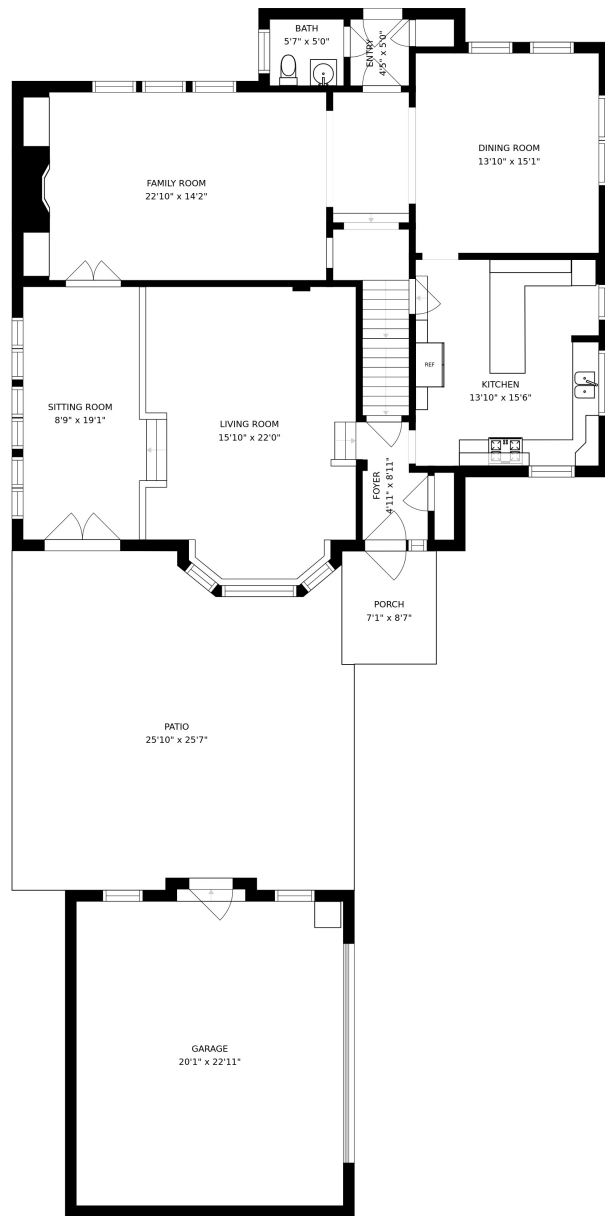 BATH
5'7" x 5'0"
ENTRY
4'5" x 5'0"
DINING ROOM
13'10" x 15'1"
FAMILY ROOM
22'10" x 14'2"
REF
KITCHEN
13'10" x 15'6"
SITTING ROOM
8'9" x 19'1"
LIVING ROOM
15'10" x 22'0"
FOYER
4'11" x 8'11"
PORCH
7'1" x 8'7"
PATIO
25'10" x 25'7"
GARAGE
20'1" x 22'11"